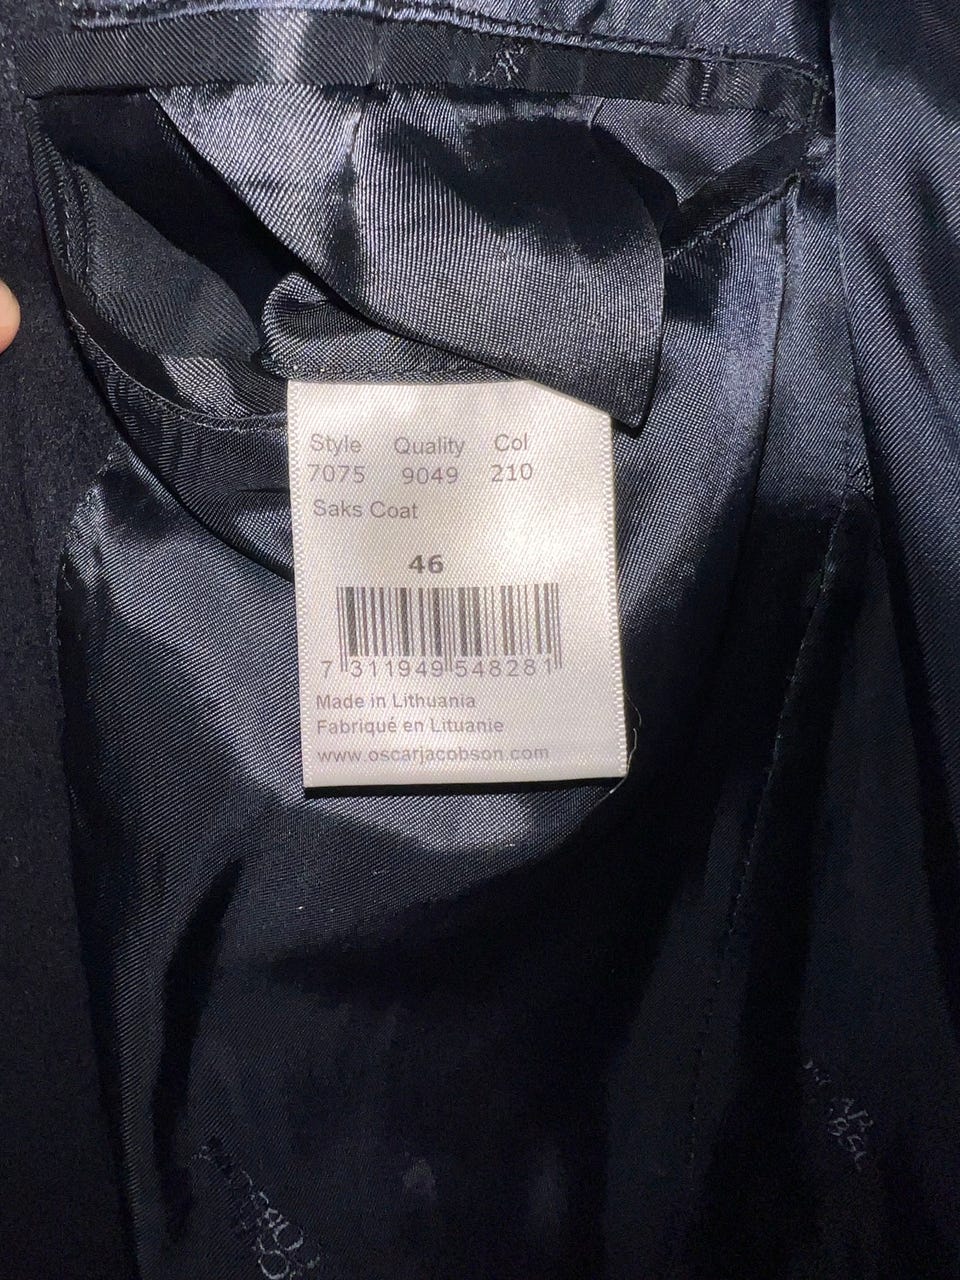 Style Quality Col
7075 9049 210
Saks Coat
46
7 311949 548281
Made in Lithuania
Fabriqué en Lituanie
www.oscarjacobson.com